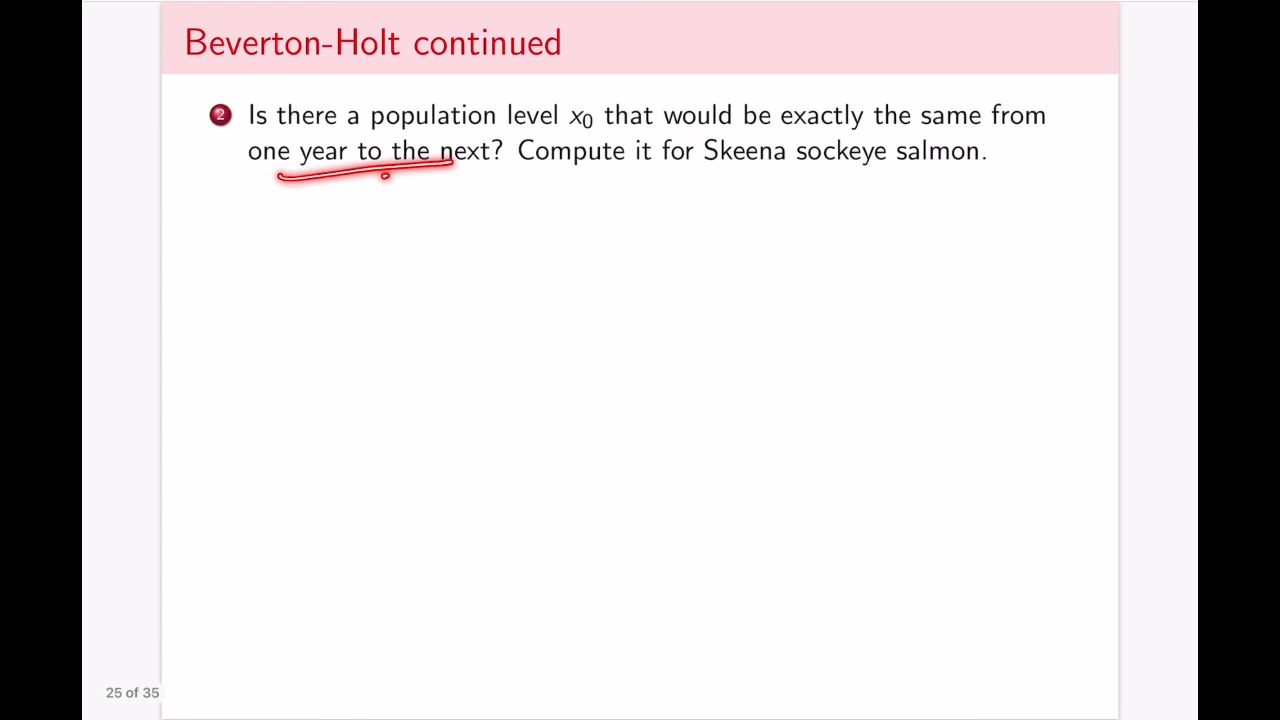 Beverton-Holt continued
2 Is there a population level x0 that would be exactly the same from
one year to the next? Compute it for Skeena sockeye salmon.
25 of 35